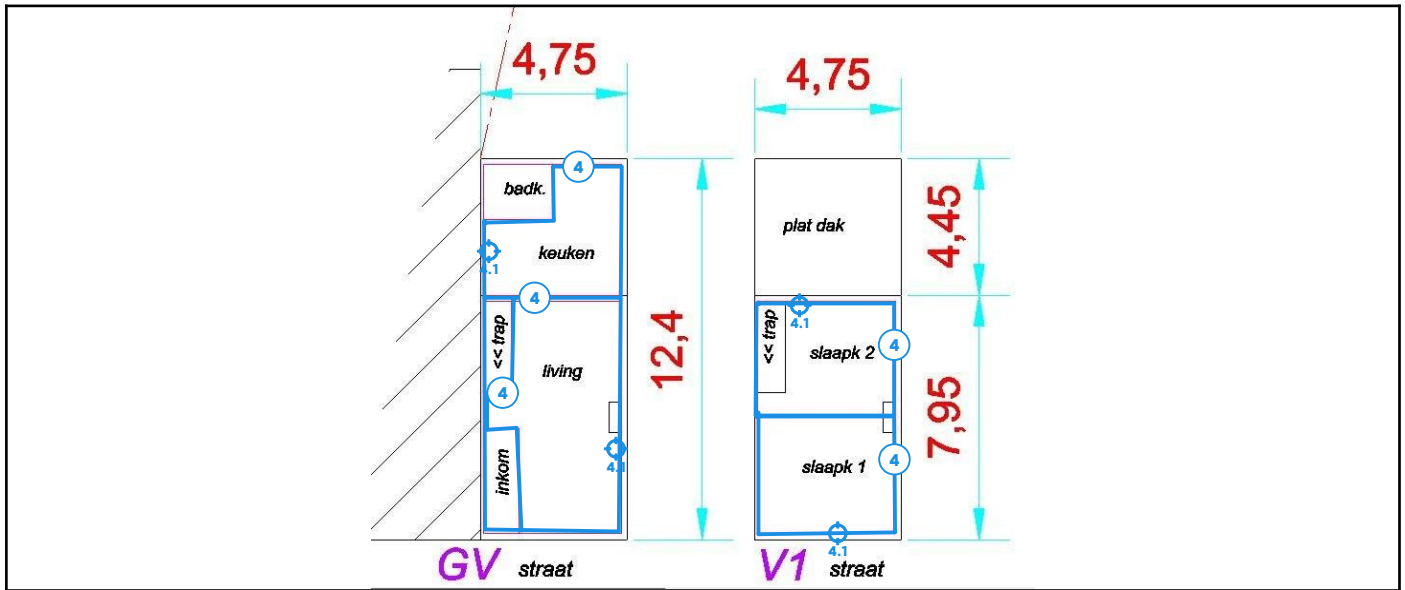 4,75
4,75
4
badk.
keuken
4.1
4
<< trap
living
4
4.1
inkom
12,4
plat dak
4,45
4.1
<< trap
slaapk 2
4
7,95
slaapk 1
4
4.1
GV straat
V1 straat